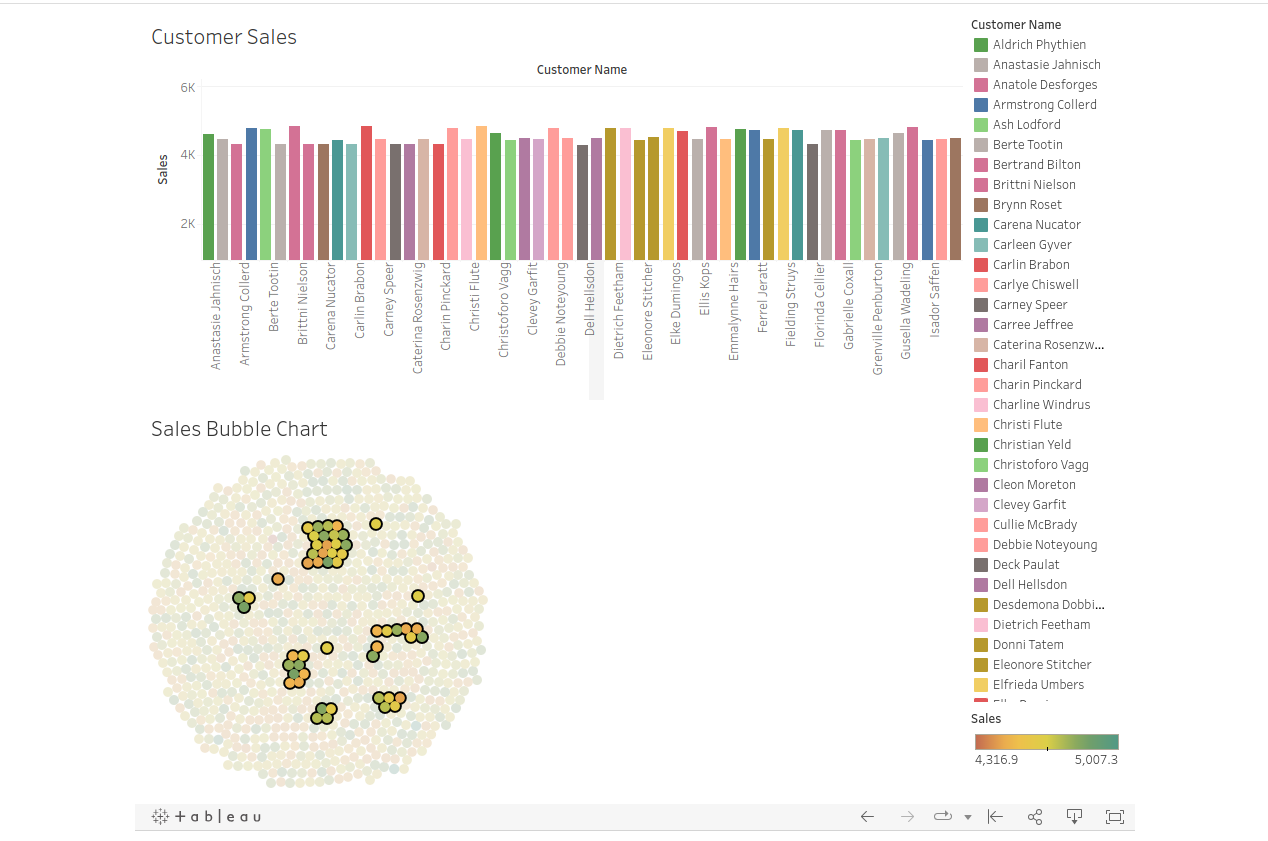 Customer Sales
Customer Name
6K
4K
2K
Sales
Anastasie Jahnisch
Armstrong Collerd
Berte Tootin
Brittni Nielson
Carena Nucator
Carlin Brabon
Carney Speer
Caterina Rosenzwig
Charin Pinckard
Christi Flute
Christoforo Vagg
Clevey Garfit
Debbie Noteyoung
Dell Hellsdon
Dietrich Feetham
Eleonore Stitcher
Elke Dumingos
Ellis Kops
Emmalynne Hairs
Ferrel Jeratt
Fielding Struys
Florinda Cellier
Gabrielle Coxall
Grenville Penburton
Gusella Wadeling
Isador Saffen
Sales Bubble Chart
Customer Name
Aldrich Phythien
Anastasie Jahnisch
Anatole Desforges
Armstrong Collerd
Ash Lodford
Berte Tootin
Bertrand Bilton
Brittni Nielson
Brynn Roset
Carena Nucator
Carleen Gyver
Carlin Brabon
Carlye Chiswell
Carney Speer
Carree Jeffree
Caterina Rosenzw...
Charil Fanton
Charin Pinckard
Charline Windrus
Christi Flute
Christian Yeld
Christoforo Vagg
Cleon Moreton
Clevey Garfit
Cullie McBrady
Debbie Noteyoung
Deck Paulat
Dell Hellsdon
Desdemona Dobbi...
Dietrich Feetham
Donni Tatem
Eleonore Stitcher
Elfrieda Umbers
Sales
4,316.9 5,007.3
+ableau